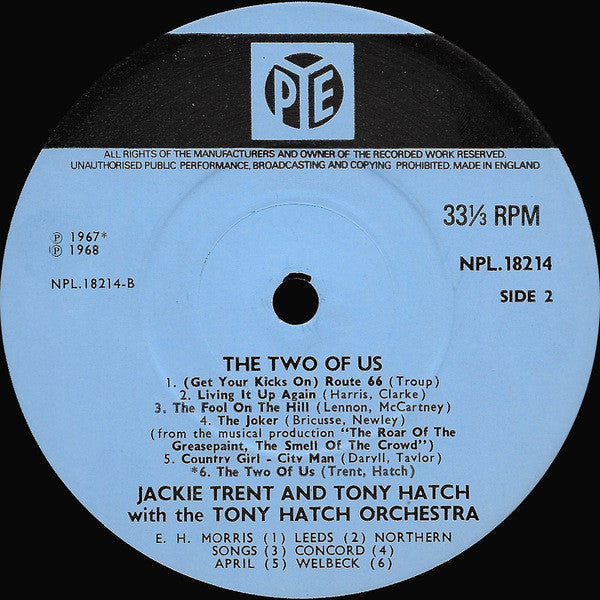 PYE
ALL RIGHTS OF THE MANUFACTURERS AND OWNER OF THE RECORDED WORK RESERVED.
UNAUTHORISED PUBLIC PERFORMANCE, BROADCASTING AND COPYING PROHIBITED. MADE IN ENGLAND
33⅓ RPM
℗ 1967*
℗ 1968
NPL.18214
NPL.18214-B
SIDE 2
THE TWO OF US
1. (Get Your Kicks On) Route 66 (Troup)
2. Living It Up Again (Harris, Clarke)
3. The Fool On The Hill (Lennon, McCartney)
4. The Joker (Bricusse, Newley)
(from the musical production "The Roar Of The
Greasepaint, The Smell Of The Crowd")
5. Country Girl - City Man (Daryll, Taylor)
*6. The Two Of Us (Trent, Hatch)
JACKIE TRENT AND TONY HATCH
with the TONY HATCH ORCHESTRA
E. H. MORRIS (1) LEEDS (2) NORTHERN
SONGS (3) CONCORD (4)
APRIL (5) WELBECK (6)